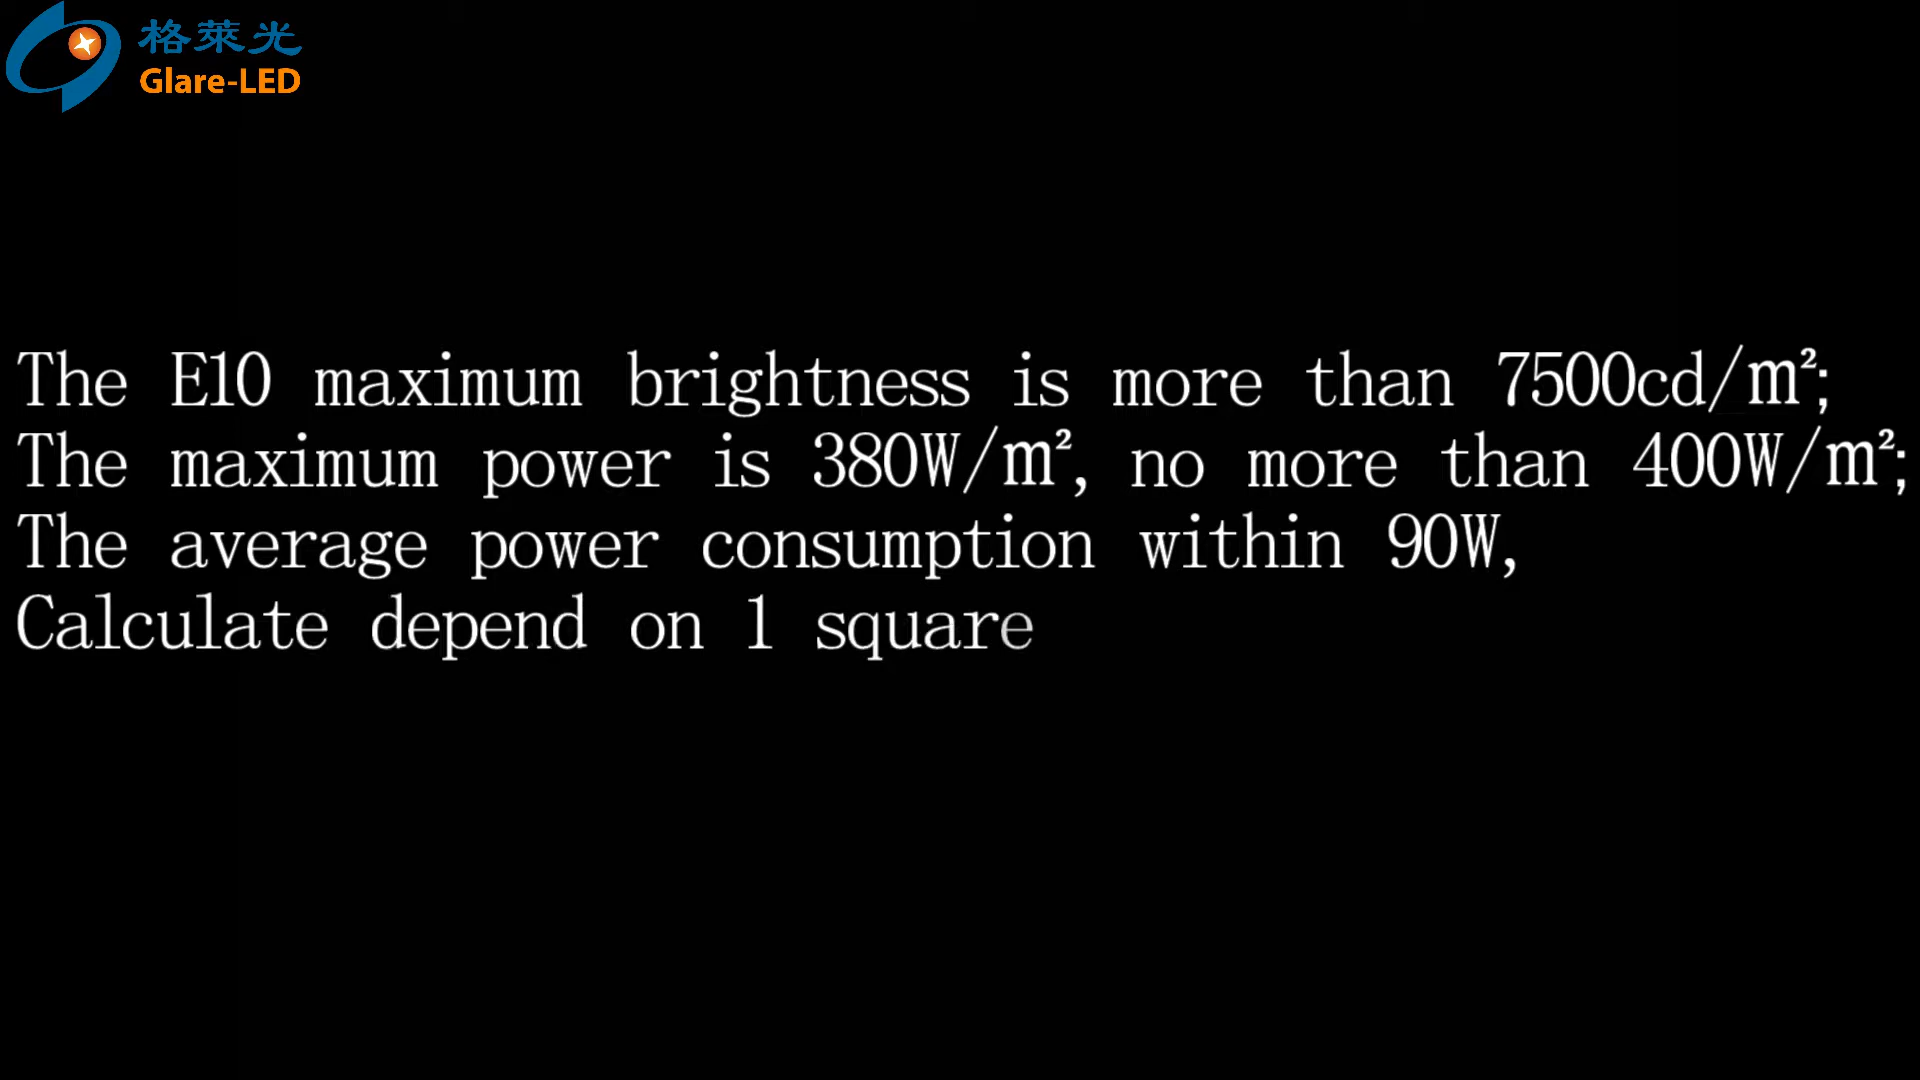 格萊光
Glare-LED
The E10 maximum brightness is more than 7500cd/m²;
The maximum power is 380W/m², no more than 400W/m²;
The average power consumption within 90W,
Calculate depend on 1 square